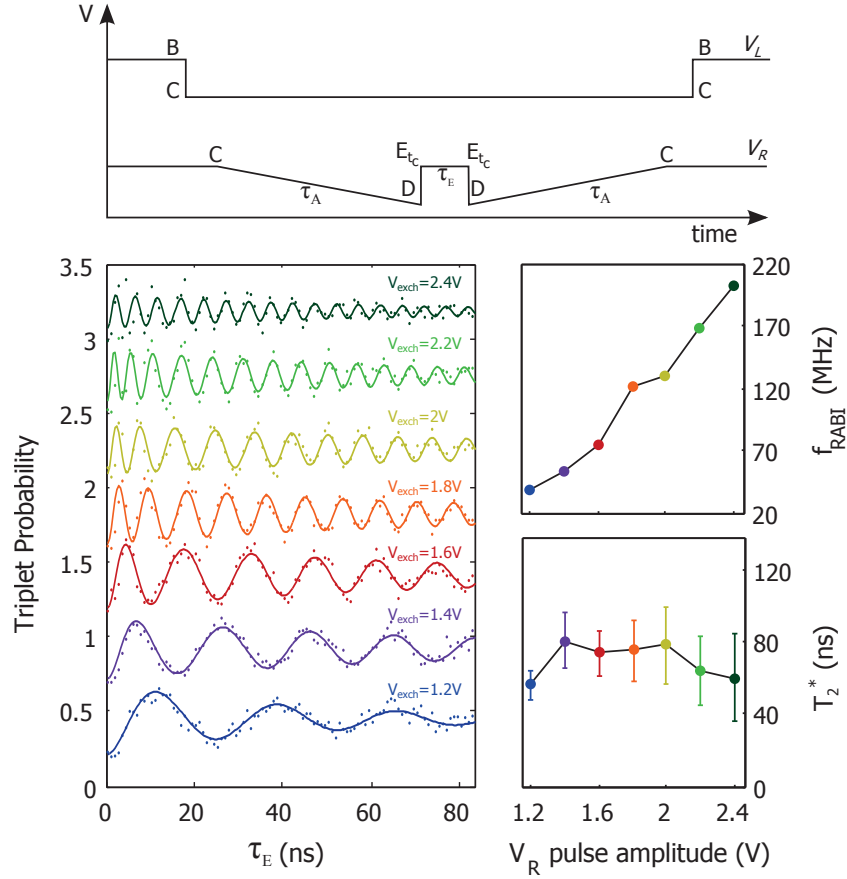 V
B
B
V_L
C
C
C
E_tc
E_tc
C
V_R
τ_E
D
D
τ_A
τ_A
time
3.5
3
2.5
2
1.5
1
0.5
0
V_exch=2.4V
V_exch=2.2V
V_exch=2V
V_exch=1.8V
V_exch=1.6V
V_exch=1.4V
V_exch=1.2V
Triplet Probability
0 10 20 40 60 80
τ_E (ns)
220
170
120
70
20
f_RABI (MHz)
120
80
40
0
T_2* (ns)
1.2 1.6 2 2.4
V_R pulse amplitude (V)